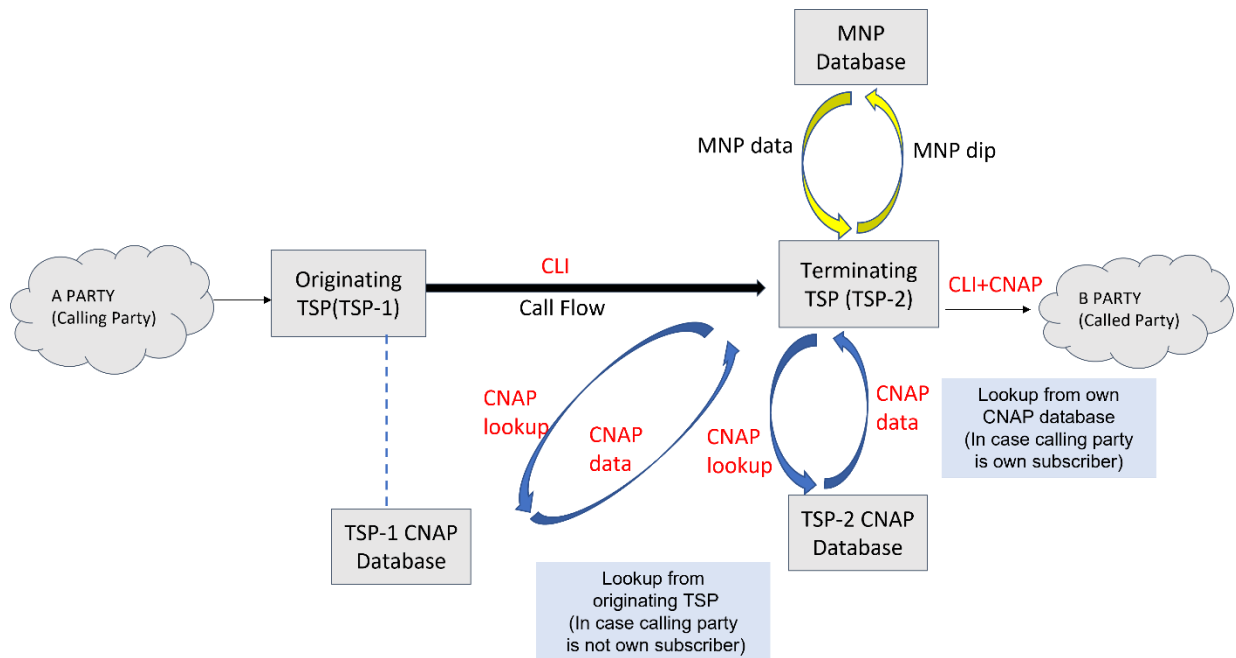 MNP
Database
MNP data
MNP dip
A PARTY
(Calling Party)
Originating
TSP(TSP-1)
CLI
Call Flow
Terminating
TSP (TSP-2)
CLI+CNAP
B PARTY
(Called Party)
CNAP
lookup
CNAP
data
CNAP
lookup
CNAP
data
Lookup from own
CNAP database
(In case calling party
is own subscriber)
TSP-1 CNAP
Database
TSP-2 CNAP
Database
Lookup from
originating TSP
(In case calling party
is not own subscriber)